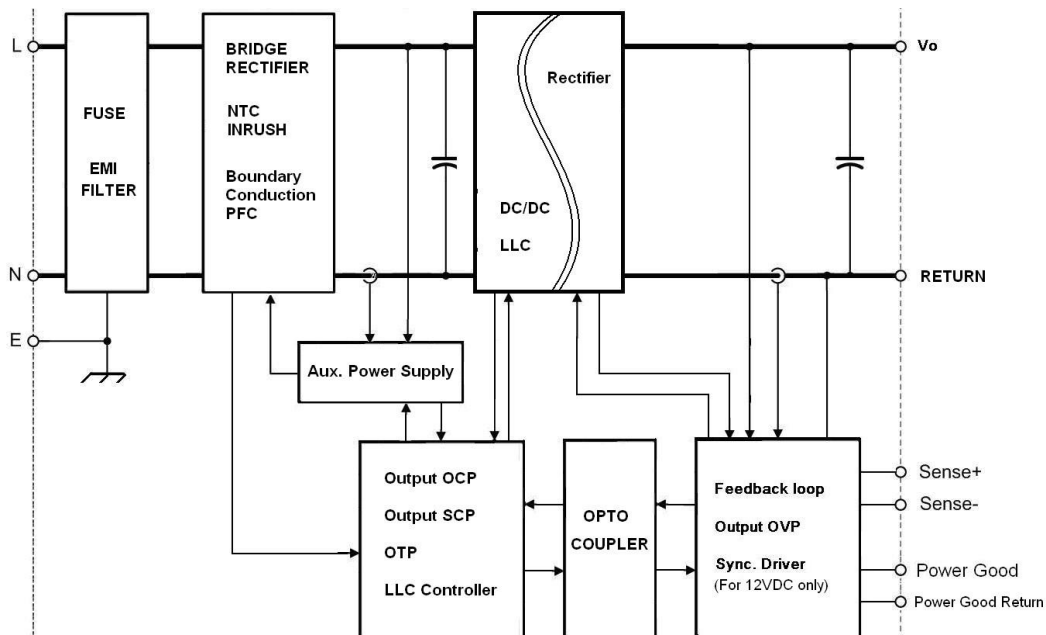 L
N
E
FUSE
EMI
FILTER
BRIDGE
RECTIFIER
NTC
INRUSH
Boundary
Conduction
PFC
Rectifier
DC/DC
LLC
Vo
RETURN
Aux. Power Supply
Output OCP
Output SCP
OTP
LLC Controller
OPTO
COUPLER
Feedback loop
Output OVP
Sync. Driver
(For 12VDC only)
Sense+
Sense-
Power Good
Power Good Return